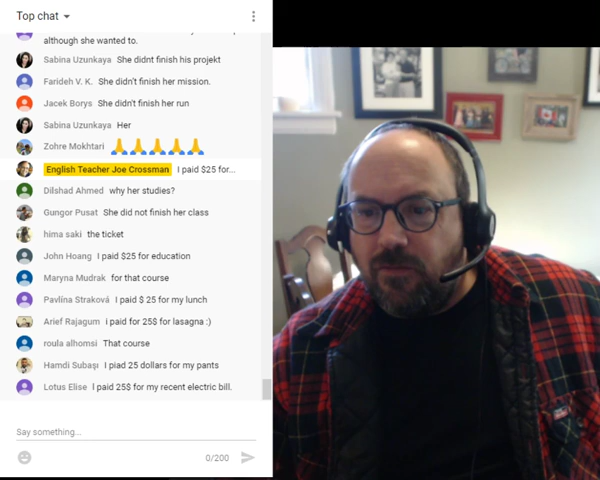 Top chat
although she wanted to.
Sabina Uzunkaya She didnt finish his projekt
Farideh V. K. She didn't finish her mission.
Jacek Borys She didn't finish her run
Sabina Uzunkaya Her
Zohre Mokhtari 🙏🙏🙏🙏🙏
English Teacher Joe Crossman I paid $25 for...
Dilshad Ahmed why her studies?
Gungor Pusat She did not finish her class
hima saki the ticket
John Hoang I paid $25 for education
Maryna Mudrak for that course
Pavlína Straková I paid $ 25 for my lunch
Arief Rajagum i paid for 25$ for lasagna :)
roula alhomsi That course
Hamdi Subaşı I piad 25 dollars for my pants
Lotus Elise l paid 25$ for my recent electric bill.
Say something...
0/200